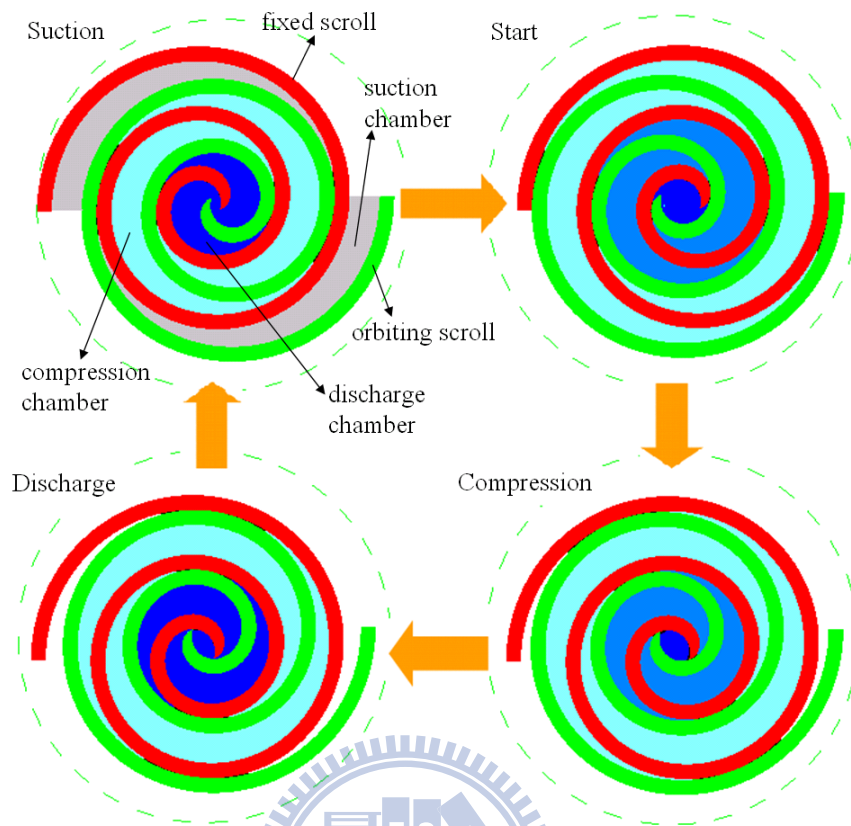 Suction
fixed scroll
suction
chamber
orbiting scroll
compression
chamber
discharge
chamber
Start
Discharge
Compression